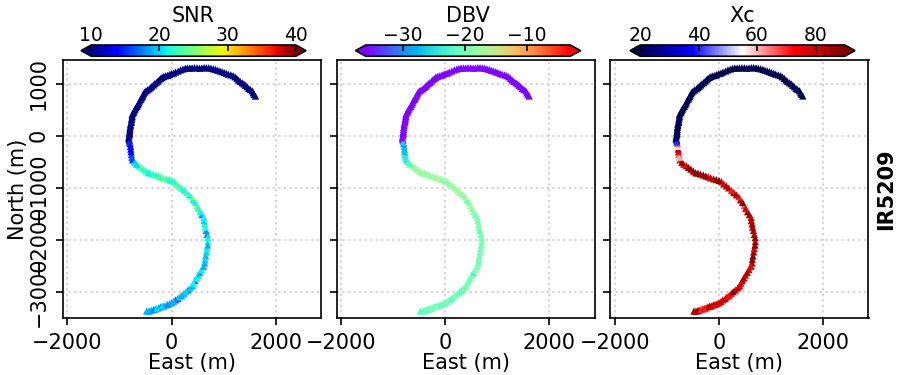 SNR
10 20 30 40
DBV
−30 −20 −10
Xc
20 40 60 80
North (m)
1000
0
−1000
−2000
−3000
−2000 0 2000
East (m)
−2000 0 2000
East (m)
−2000 0 2000
East (m)
IR5209